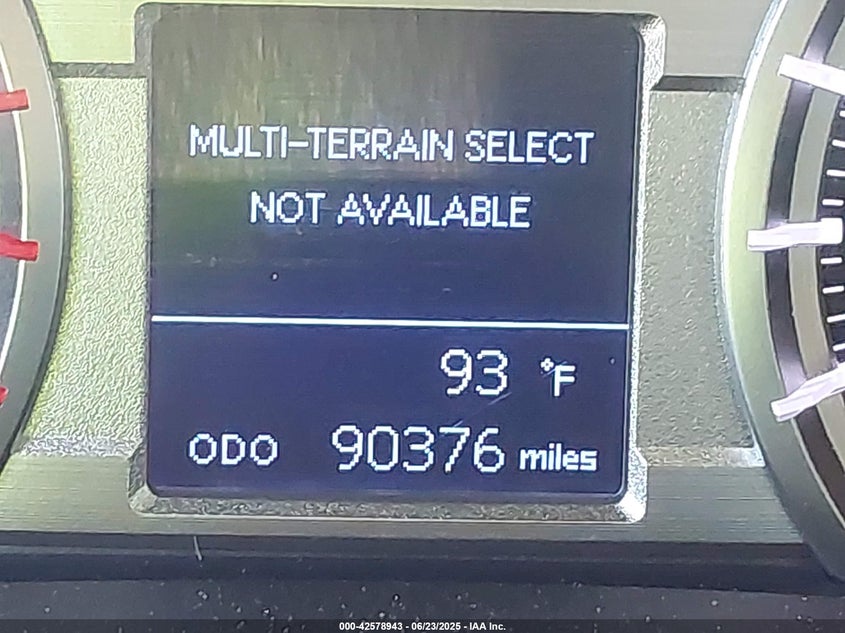 MULTI-TERRAIN SELECT
NOT AVAILABLE
93 °F
ODO 90376 miles
000-42578943 - 06/23/2025 - IAA Inc.